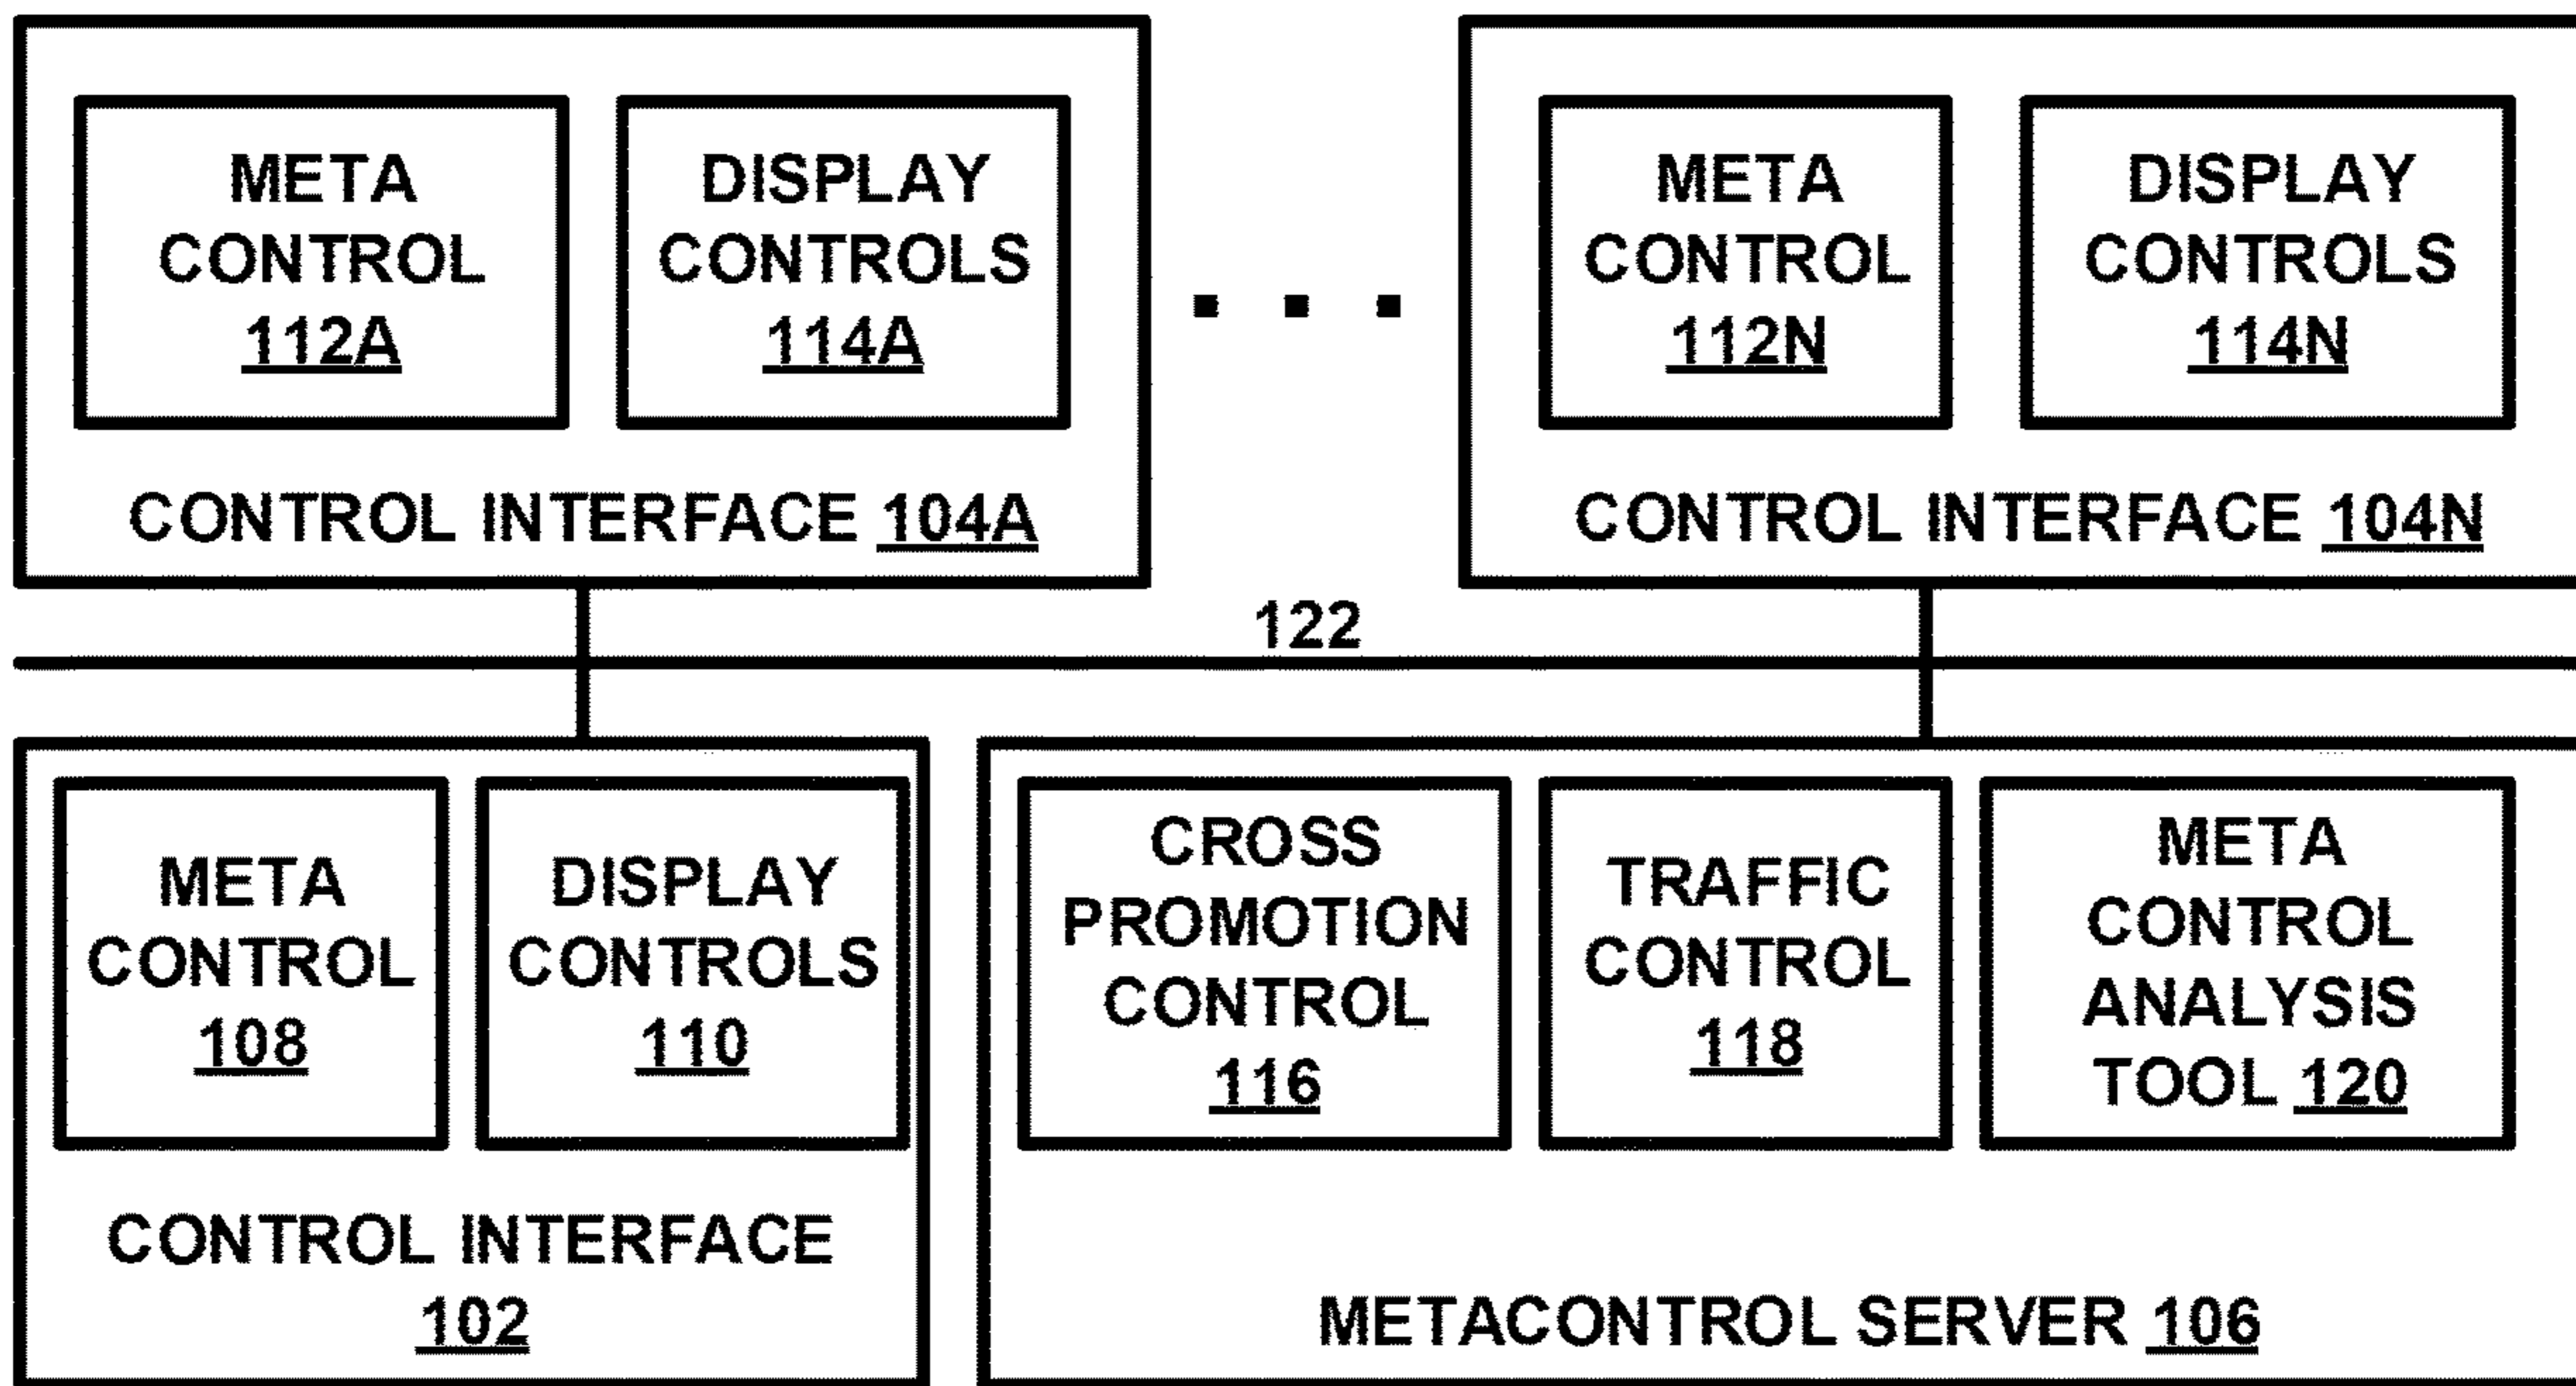 META
CONTROL
112A
DISPLAY
CONTROLS
114A
CONTROL INTERFACE 104A
META
CONTROL
112N
DISPLAY
CONTROLS
114N
CONTROL INTERFACE 104N
122
META
CONTROL
108
DISPLAY
CONTROLS
110
CONTROL INTERFACE
102
CROSS
PROMOTION
CONTROL
116
TRAFFIC
CONTROL
118
META
CONTROL
ANALYSIS
TOOL 120
METACONTROL SERVER 106